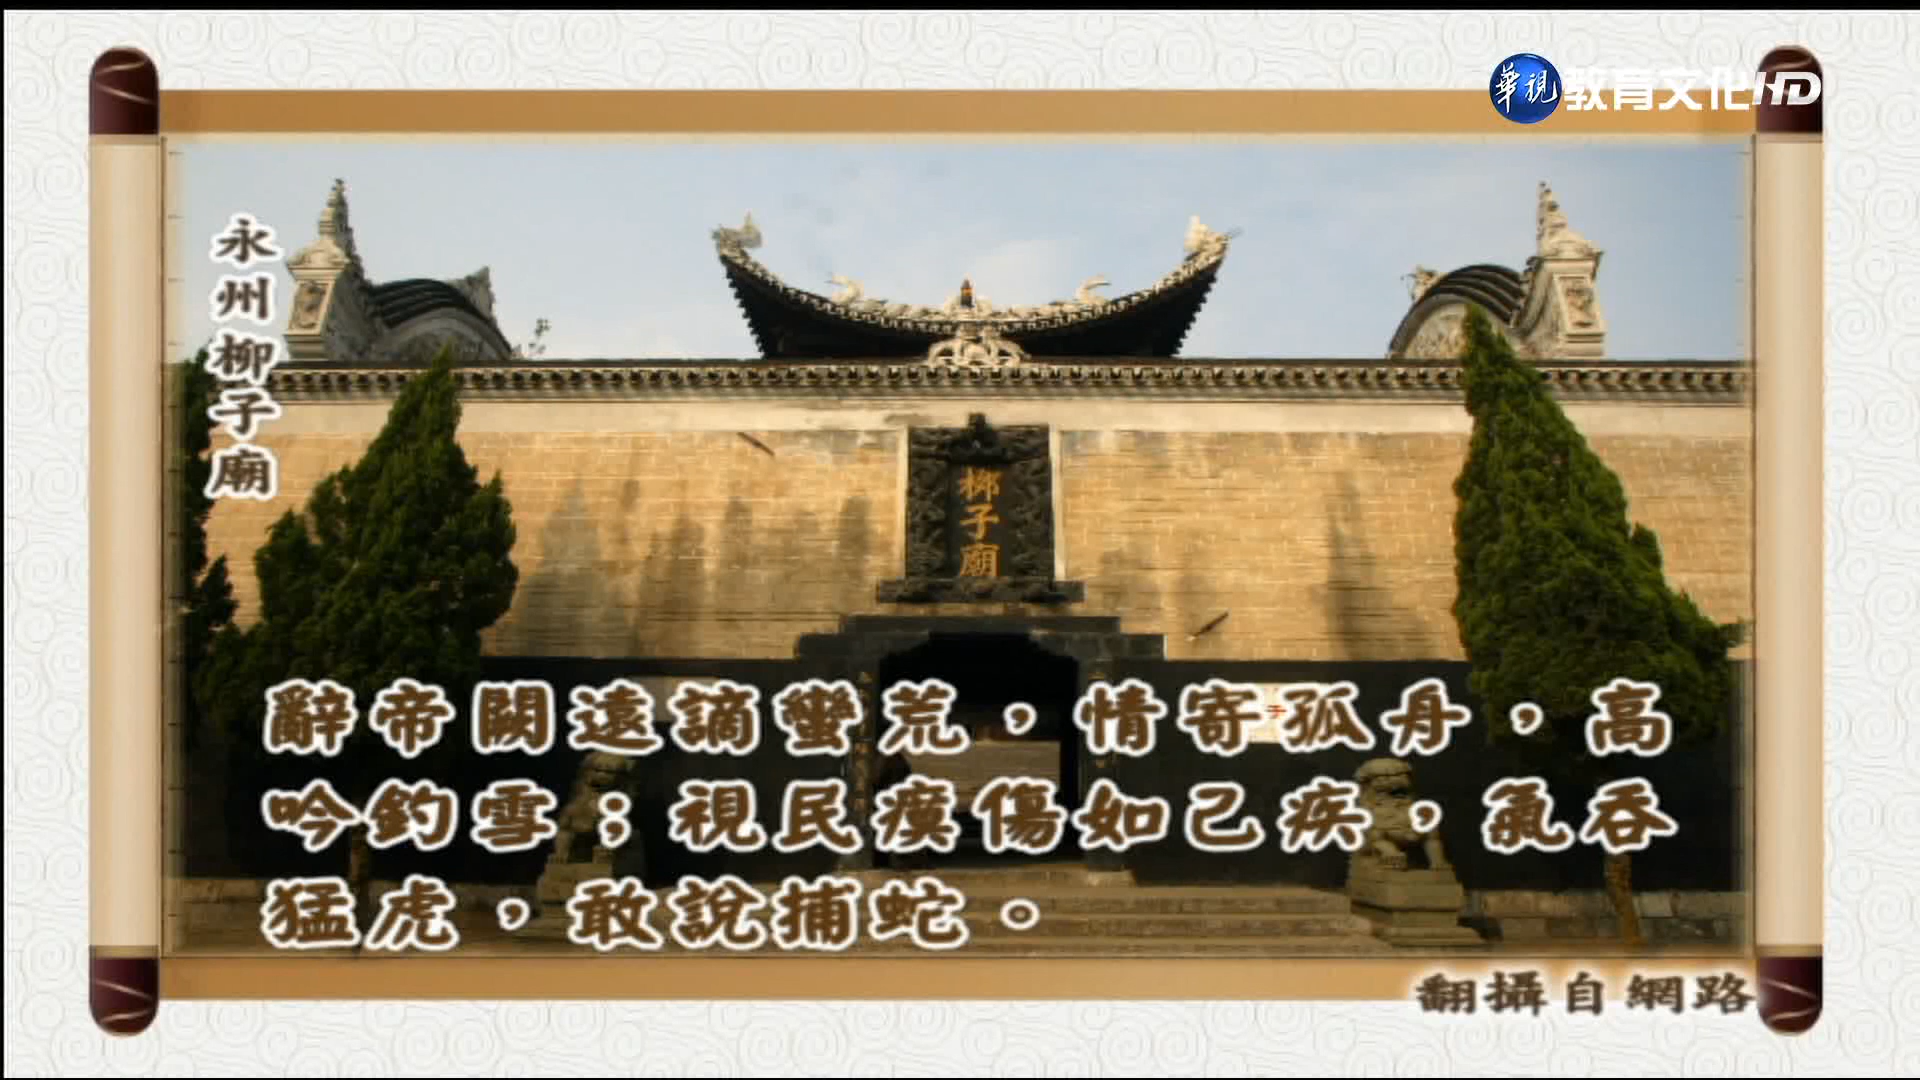 華視 教育文化HD
永州柳子廟
柳子廟
辭帝闕遠謫蠻荒，情寄孤舟，高
吟釣雪；視民瘼傷如己疾，氣吞
猛虎，敢說捕蛇。
翻攝自網路